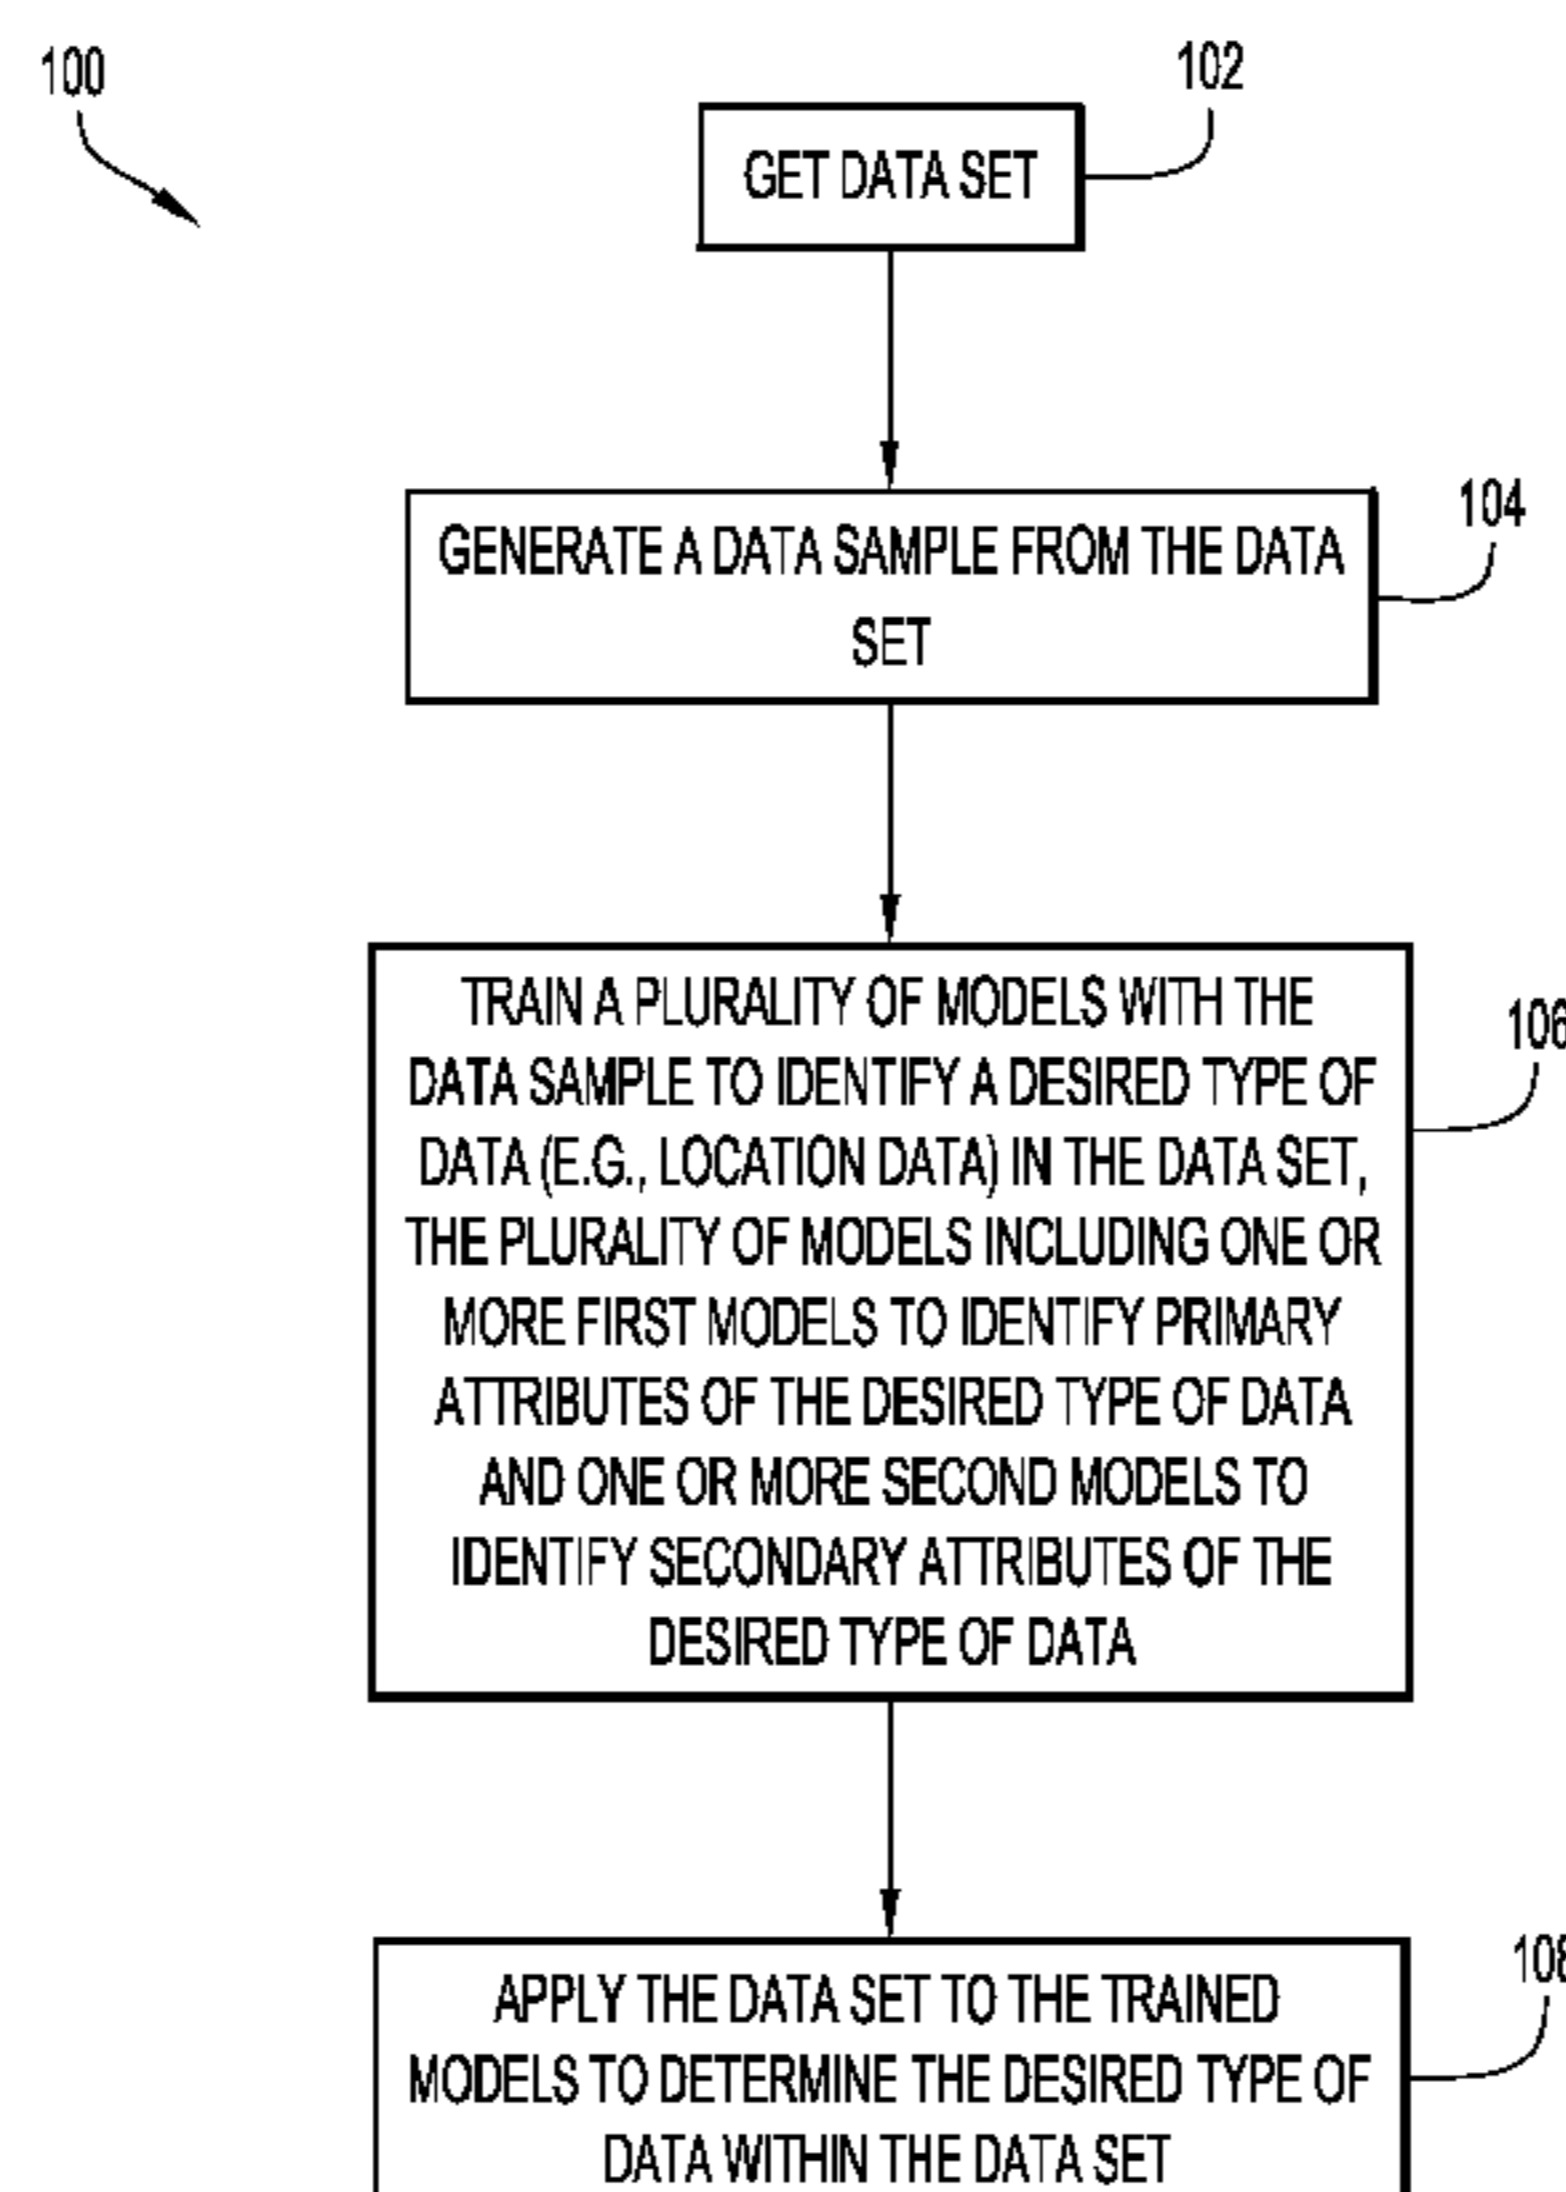 100
102
GET DATA SET
104
GENERATE A DATA SAMPLE FROM THE DATA
SET
106
TRAIN A PLURALITY OF MODELS WITH THE
DATA SAMPLE TO IDENTIFY A DESIRED TYPE OF
DATA (E.G., LOCATION DATA) IN THE DATA SET,
THE PLURALITY OF MODELS INCLUDING ONE OR
MORE FIRST MODELS TO IDENTIFY PRIMARY
ATTRIBUTES OF THE DESIRED TYPE OF DATA
AND ONE OR MORE SECOND MODELS TO
IDENTIFY SECONDARY ATTRIBUTES OF THE
DESIRED TYPE OF DATA
108
APPLY THE DATA SET TO THE TRAINED
MODELS TO DETERMINE THE DESIRED TYPE OF
DATA WITHIN THE DATA SET